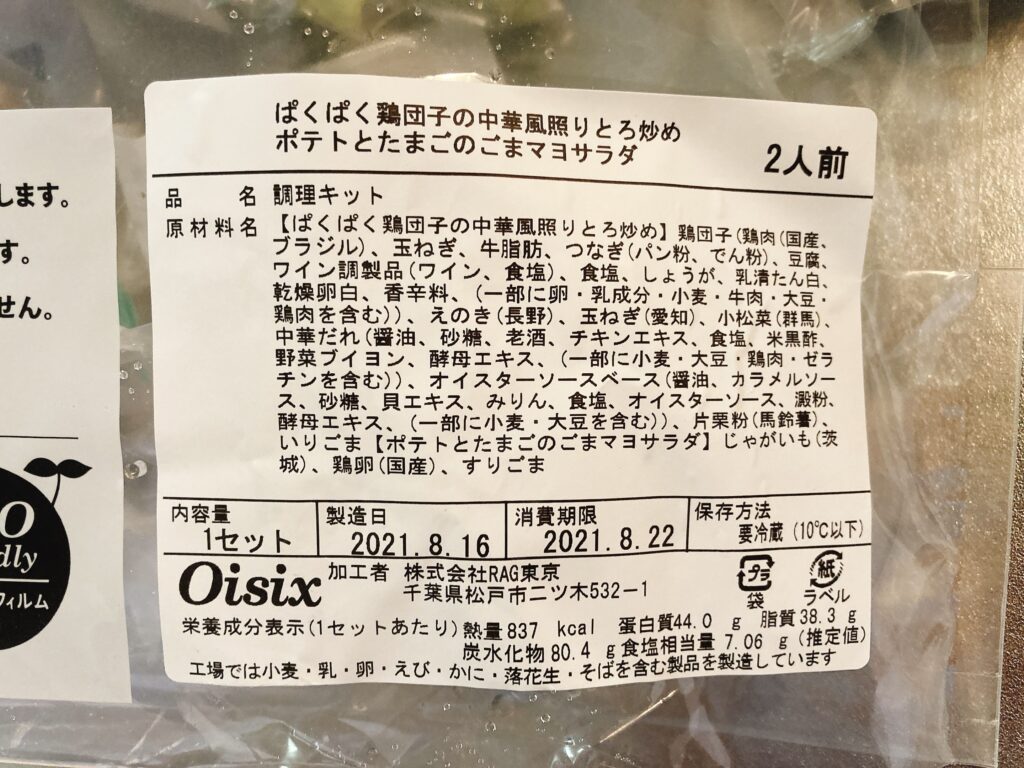 ぱくぱく鶏団子の中華風照りとろ炒め
ポテトとたまごのごまマヨサラダ
2人前
品 名 調理キット
原材料名 【ぱくぱく鶏団子の中華風照りとろ炒め】鶏団子(鶏肉(国産、
ブラジル)、玉ねぎ、牛脂肪、つなぎ(パン粉、でん粉)、豆腐、
ワイン調製品(ワイン、食塩)、食塩、しょうが、乳清たん白、
乾燥卵白、香辛料、(一部に卵・乳成分・小麦・牛肉・大豆・
鶏肉を含む))、えのき(長野)、玉ねぎ(愛知)、小松菜(群馬)、
中華だれ(醤油、砂糖、老酒、チキンエキス、食塩、米黒酢、
野菜ブイヨン、酵母エキス、(一部に小麦・大豆・鶏肉・ゼラ
チンを含む))、オイスターソースベース(醤油、カラメルソー
ス、砂糖、貝エキス、みりん、食塩、オイスターソース、澱粉、
酵母エキス、(一部に小麦・大豆を含む))、片栗粉(馬鈴薯)、
いりごま【ポテトとたまごのごまマヨサラダ】じゃがいも(茨
城)、鶏卵(国産)、すりごま
内容量 製造日 消費期限 保存方法
1セット 2021.8.16 2021.8.22 要冷蔵 (10℃以下)
Oisix 加工者 株式会社RAG東京
千葉県松戸市二ツ木532-1
プラ 紙
袋 ラベル
栄養成分表示(1セットあたり)熱量837 kcal 蛋白質44.0 g 脂質38.3 g
炭水化物80.4 g食塩相当量 7.06 g(推定値)
工場では小麦・乳・卵・えび・かに・落花生・そばを含む製品を製造しています
します。
す。
せん。
O
dly
フィルム